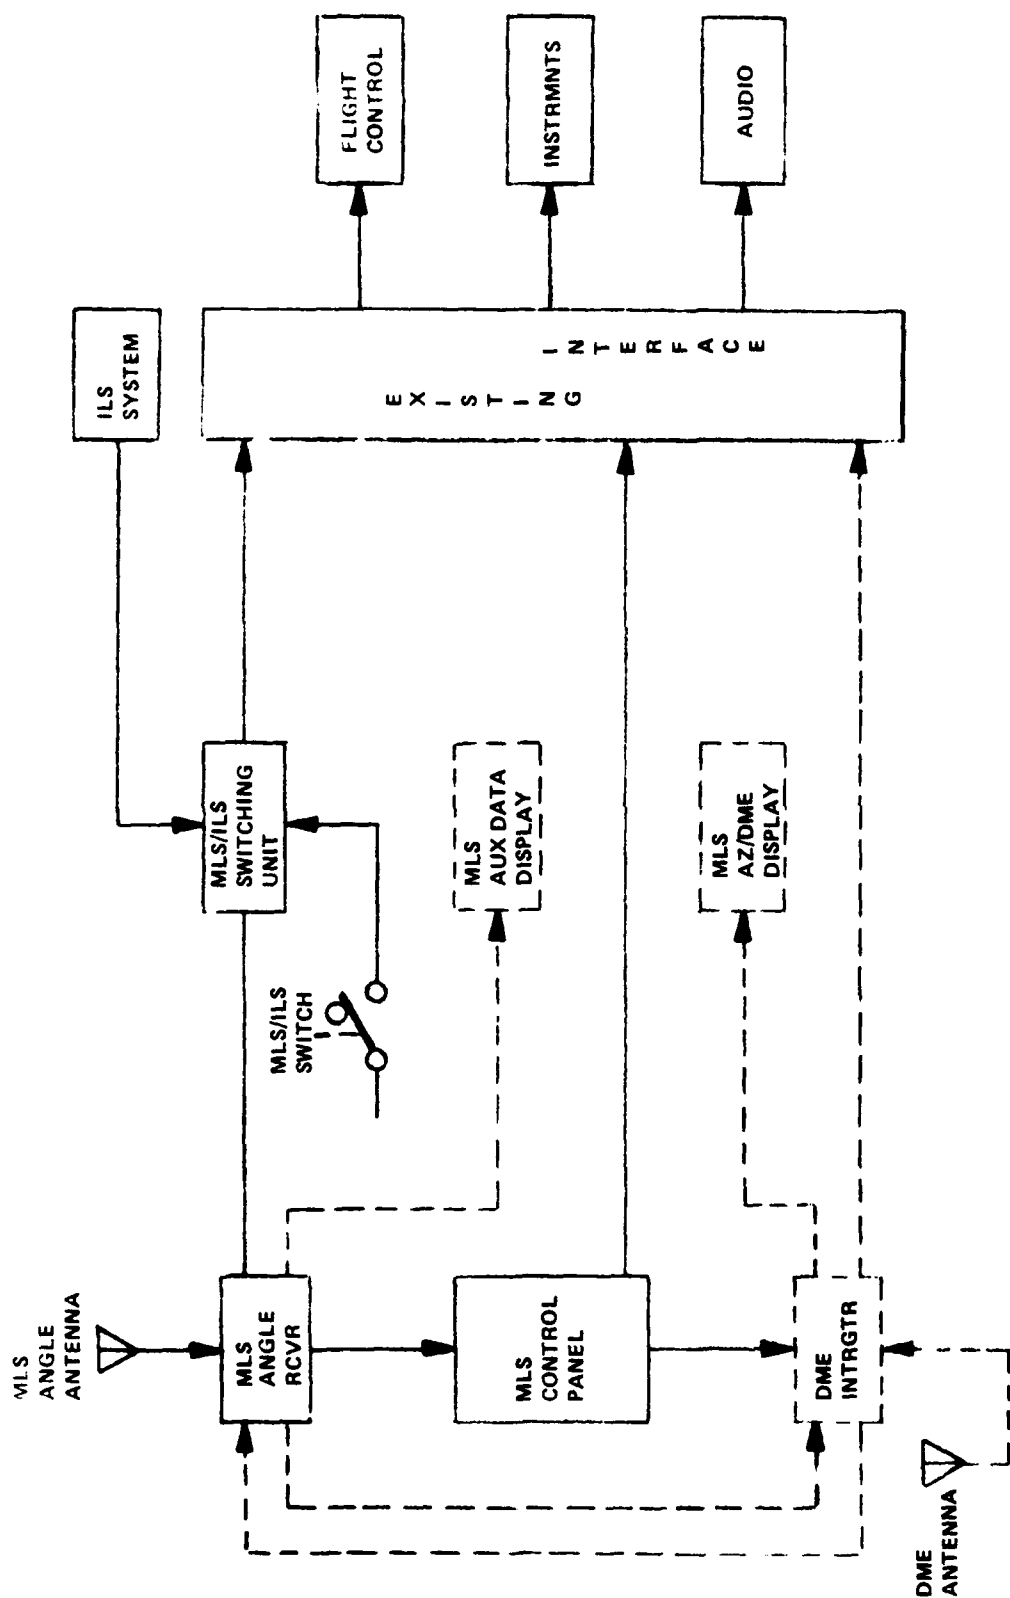 MLS
ANGLE
ANTENNA
MLS
ANGLE
RCVR
MLS/ILS
SWITCHING
UNIT
ILS
SYSTEM
MLS/ILS
SWITCH
MLS
CONTROL
PANEL
MLS
AUX DATA
DISPLAY
EXISTING
INTERFACE
FLIGHT
CONTROL
INSTRMNTS
AUDIO
DME
INTRGTR
MLS
AZ/DME
DISPLAY
DME
ANTENNA